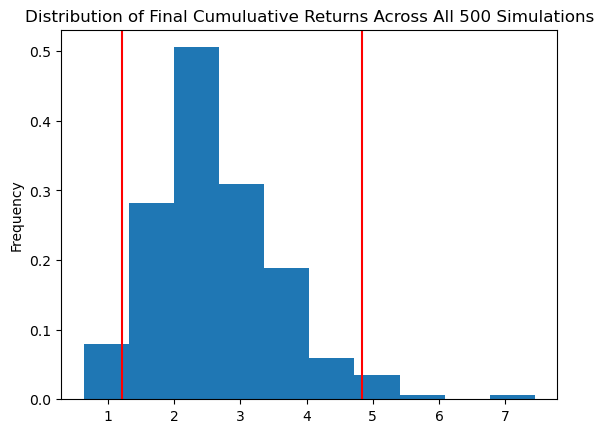 Distribution of Final Cumuluative Returns Across All 500 Simulations
Frequency
0.5
0.4
0.3
0.2
0.1
0.0
1 2 3 4 5 6 7